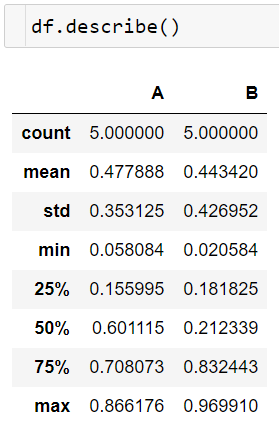 df.describe()
A B
count 5.000000 5.000000
mean 0.477888 0.443420
std 0.353125 0.426952
min 0.058084 0.020584
25% 0.155995 0.181825
50% 0.601115 0.212339
75% 0.708073 0.832443
max 0.866176 0.969910